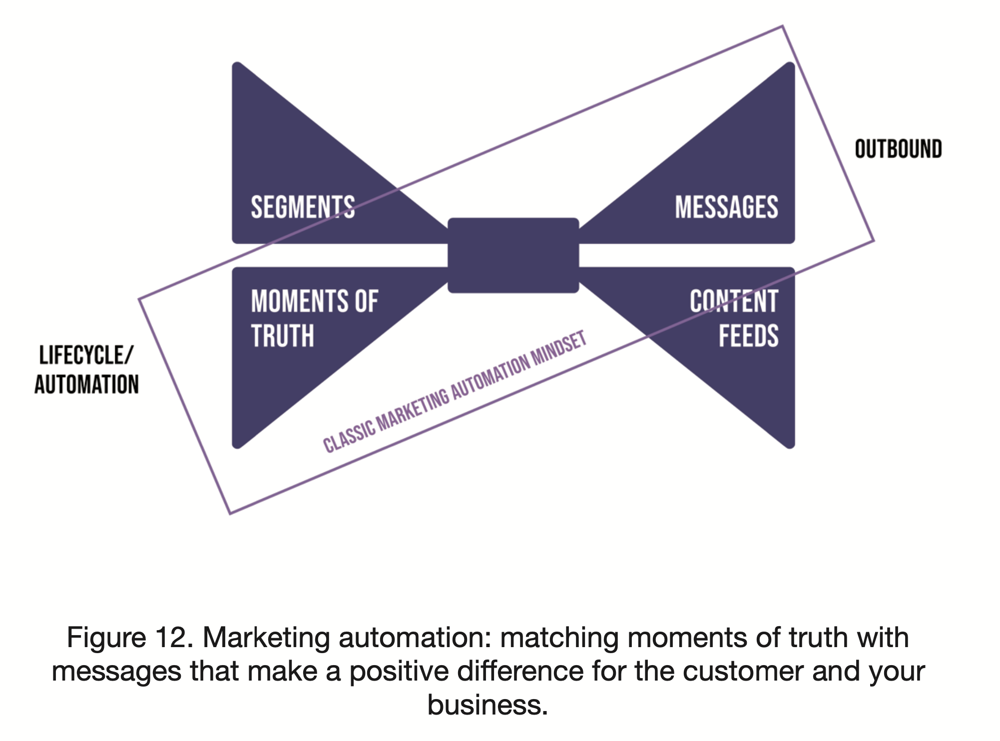 OUTBOUND
SEGMENTS
MESSAGES
MOMENTS OF
TRUTH
CONTENT
FEEDS
LIFECYCLE/
AUTOMATION
CLASSIC MARKETING AUTOMATION MINDSET
Figure 12. Marketing automation: matching moments of truth with
messages that make a positive difference for the customer and your
business.